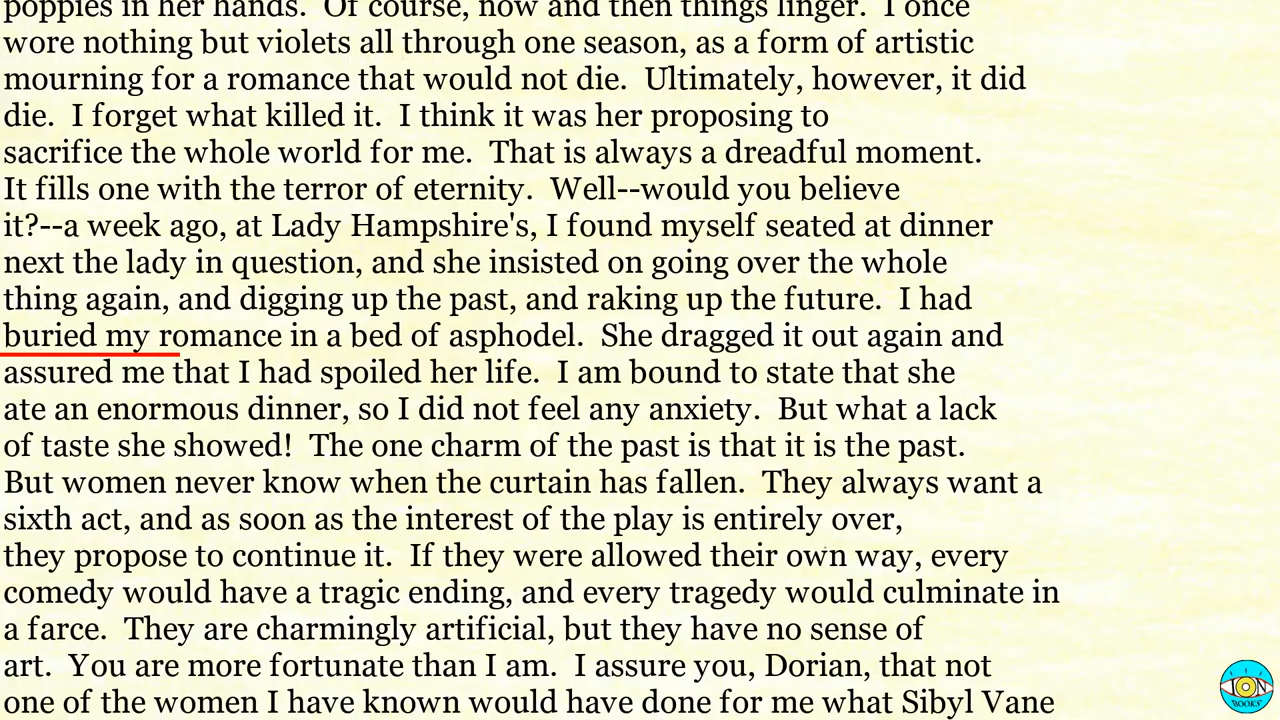 poppies in her hands.  Of course, now and then things linger.  I once
wore nothing but violets all through one season, as a form of artistic
mourning for a romance that would not die.  Ultimately, however, it did
die.  I forget what killed it.  I think it was her proposing to
sacrifice the whole world for me.  That is always a dreadful moment.
It fills one with the terror of eternity.  Well--would you believe
it?--a week ago, at Lady Hampshire's, I found myself seated at dinner
next the lady in question, and she insisted on going over the whole
thing again, and digging up the past, and raking up the future.  I had
buried my romance in a bed of asphodel.  She dragged it out again and
assured me that I had spoiled her life.  I am bound to state that she
ate an enormous dinner, so I did not feel any anxiety.  But what a lack
of taste she showed!  The one charm of the past is that it is the past.
But women never know when the curtain has fallen.  They always want a
sixth act, and as soon as the interest of the play is entirely over,
they propose to continue it.  If they were allowed their own way, every
comedy would have a tragic ending, and every tragedy would culminate in
a farce.  They are charmingly artificial, but they have no sense of
art.  You are more fortunate than I am.  I assure you, Dorian, that not
one of the women I have known would have done for me what Sibyl Vane
ION
BOOKS